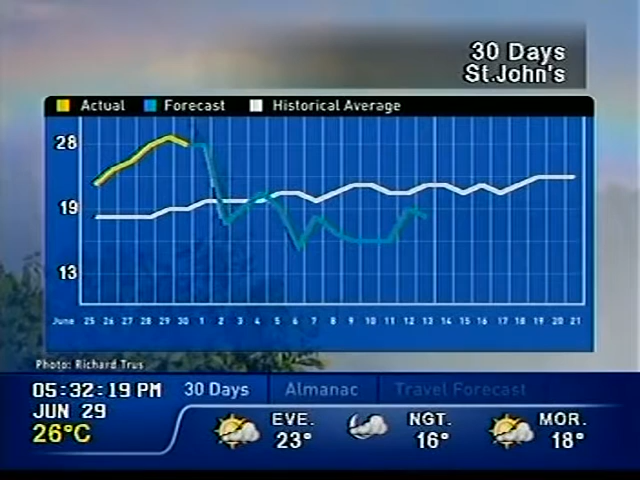 30 Days
St.John's
Actual Forecast Historical Average
28
19
13
June 25 26 27 28 29 30 1 2 3 4 5 6 7 8 9 10 11 12 13 14 15 16 17 18 19 20 21
Photo: Richard Trus
05:32:19 PM 30 Days Almanac Travel Forecast
JUN 29
26°C
EVE. 23°
NGT. 16°
MOR. 18°